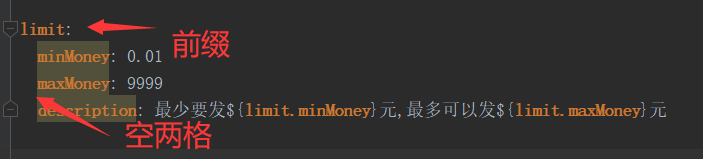 limit:
前缀
minMoney: 0.01
maxMoney: 9999
description: 最少要发${limit.minMoney}元,最多可以发${limit.maxMoney}元
空两格